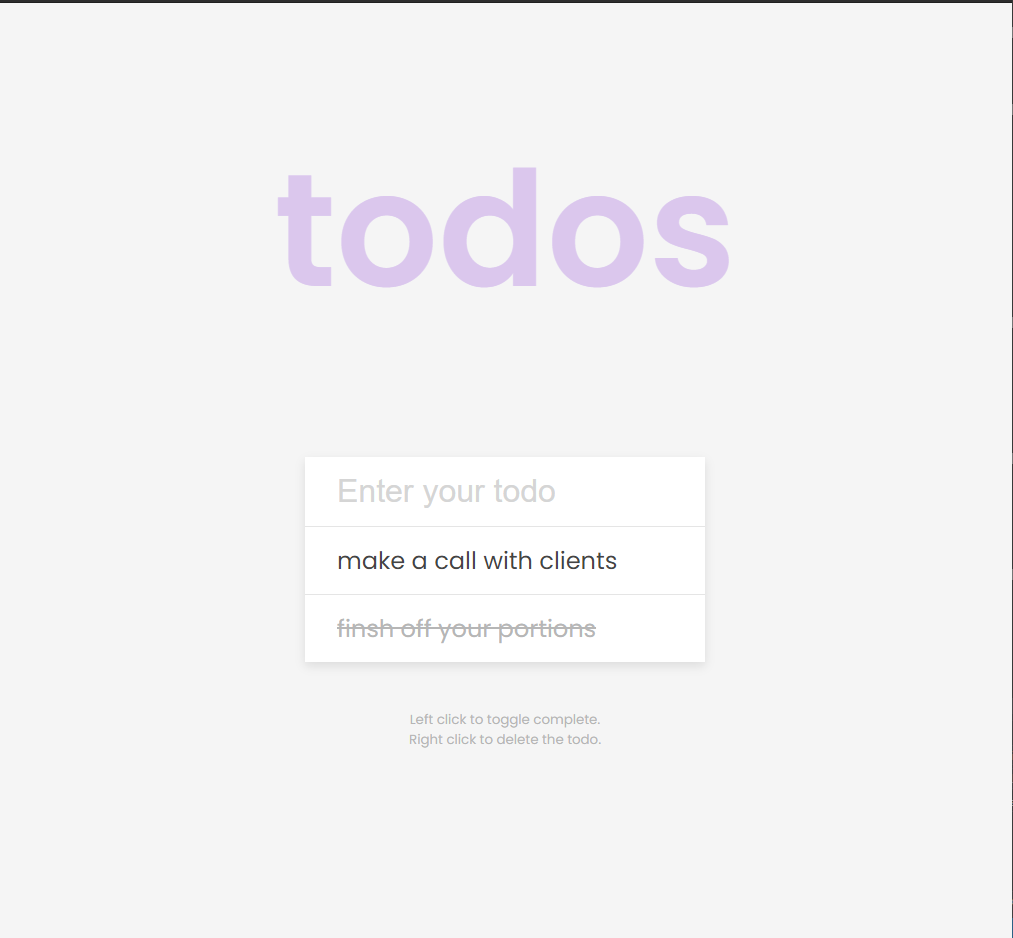 todos
Enter your todo
make a call with clients
finsh off your portions
Left click to toggle complete.
Right click to delete the todo.